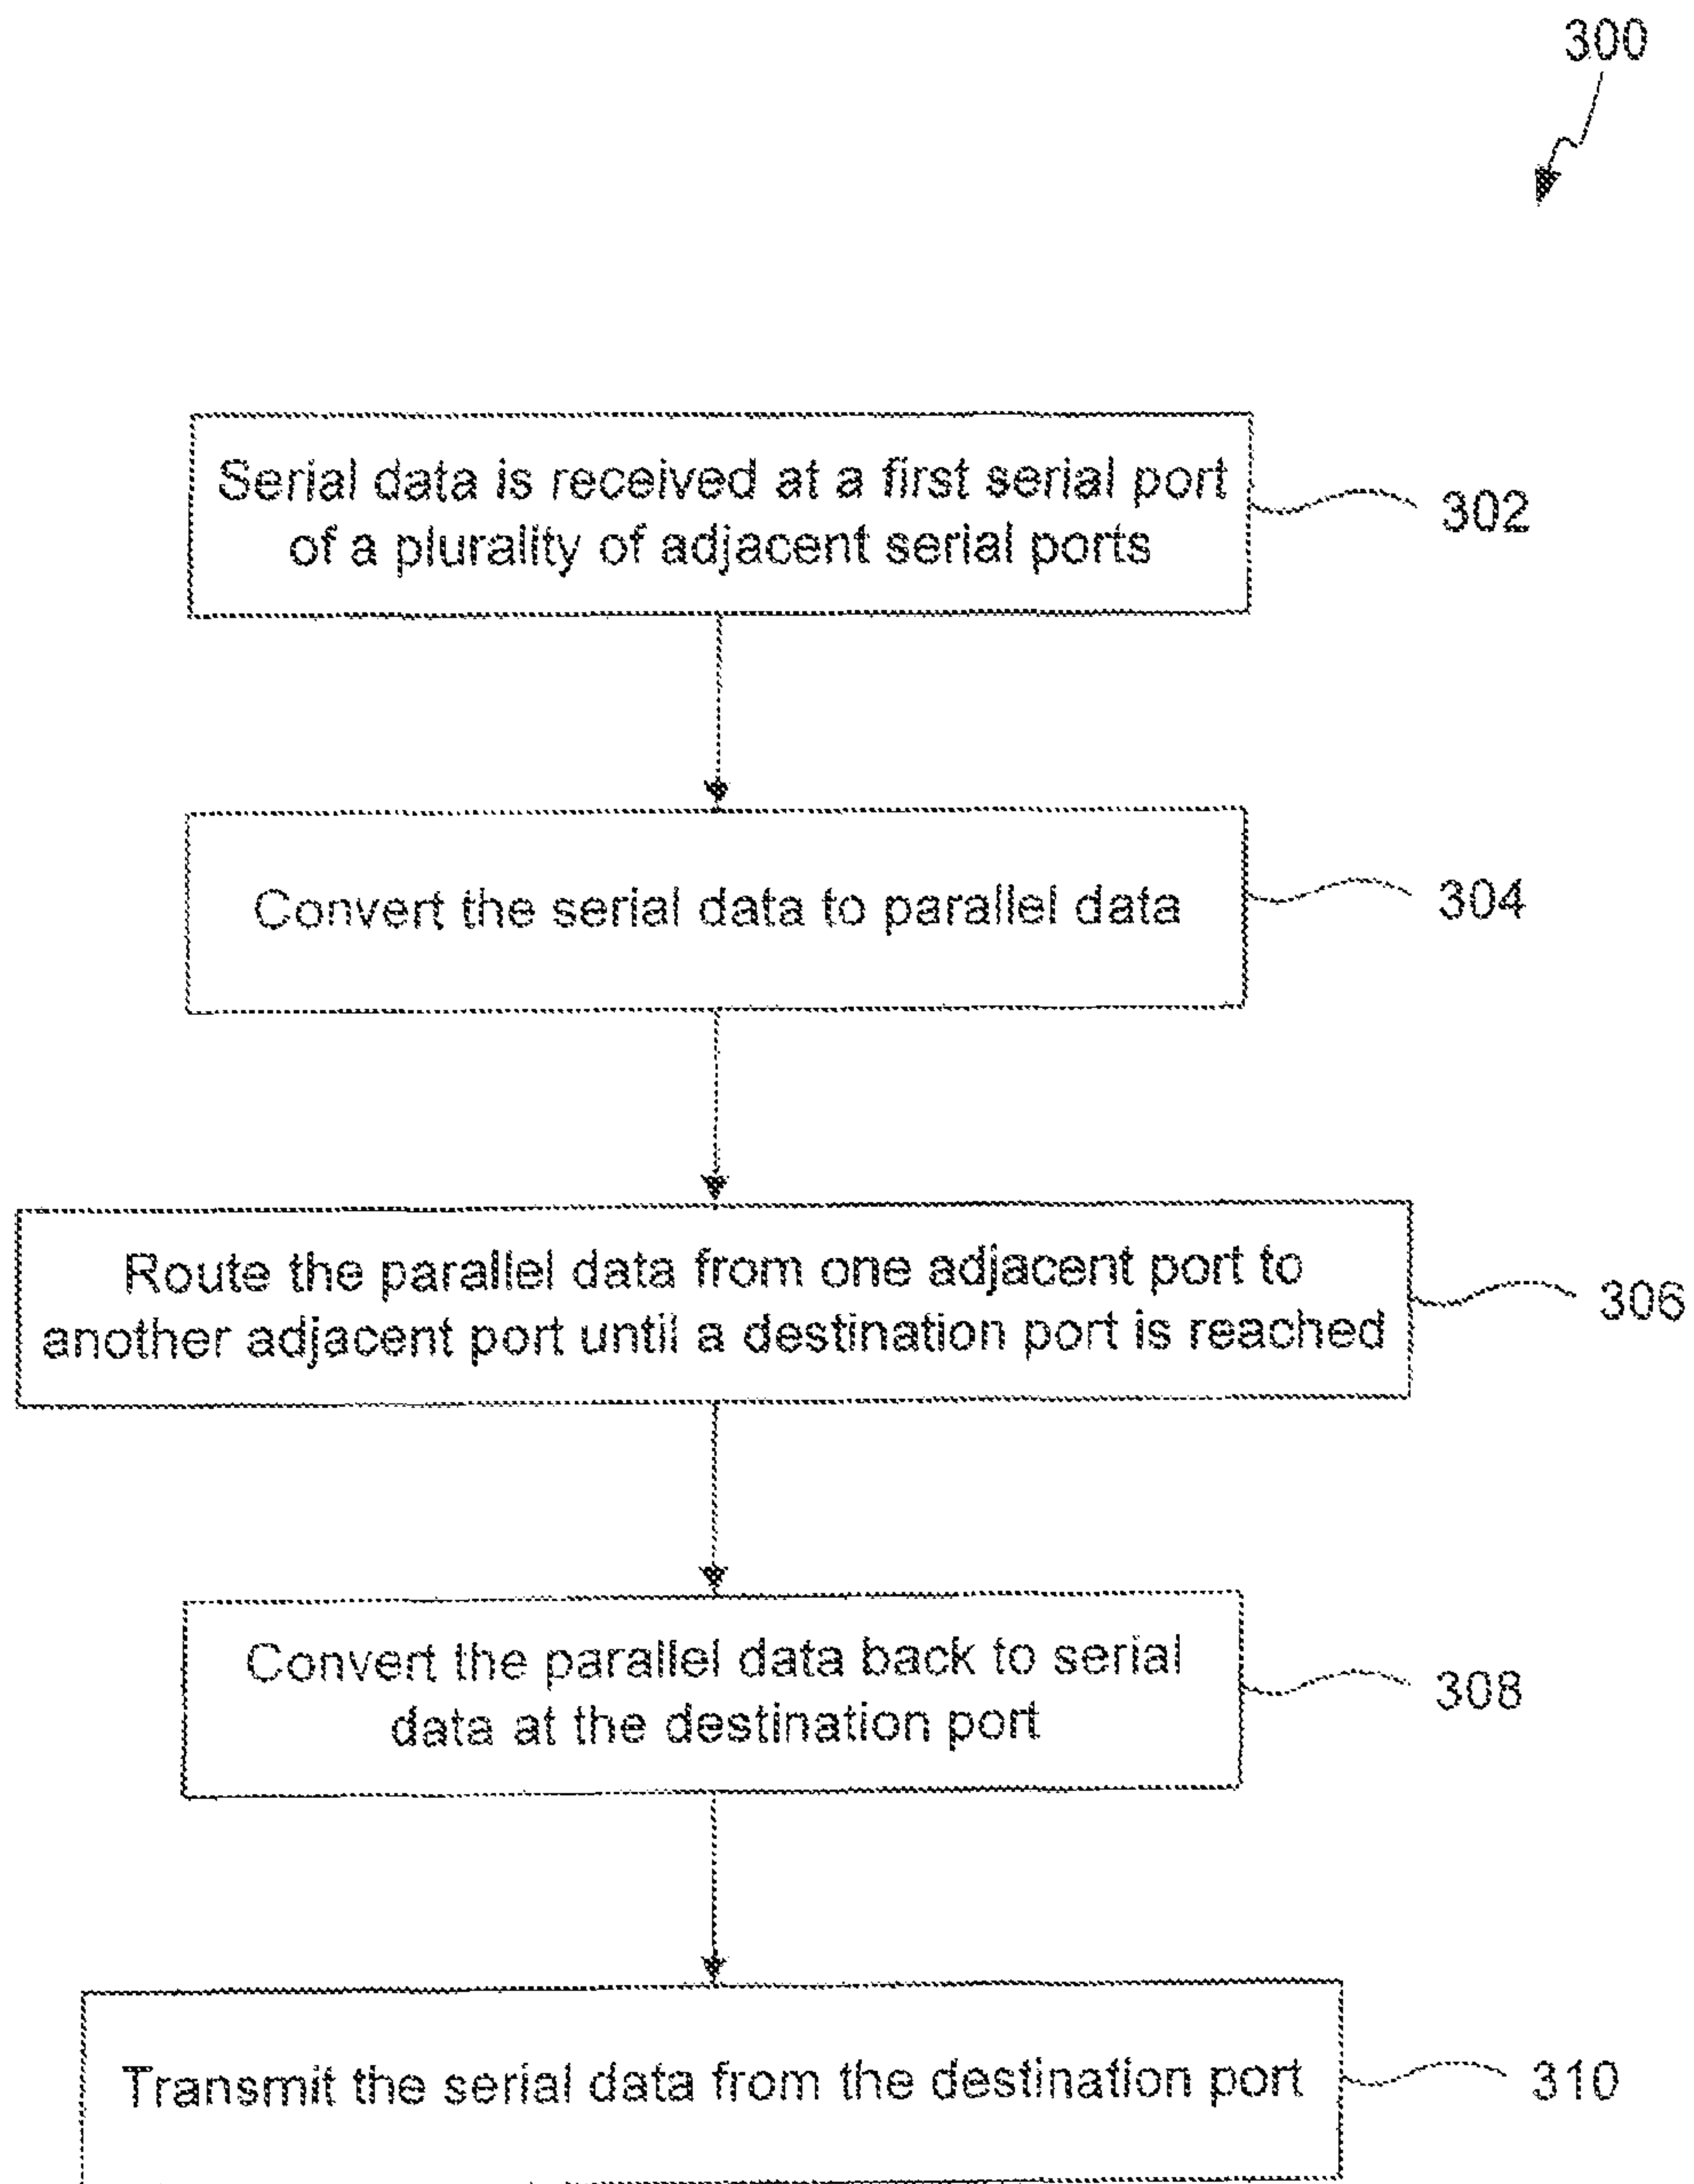 300
Serial data is received at a first serial port
of a plurality of adjacent serial ports
302
Convert the serial data to parallel data
304
Route the parallel data from one adjacent port to
another adjacent port until a destination port is reached
306
Convert the parallel data back to serial
data at the destination port
308
Transmit the serial data from the destination port
310